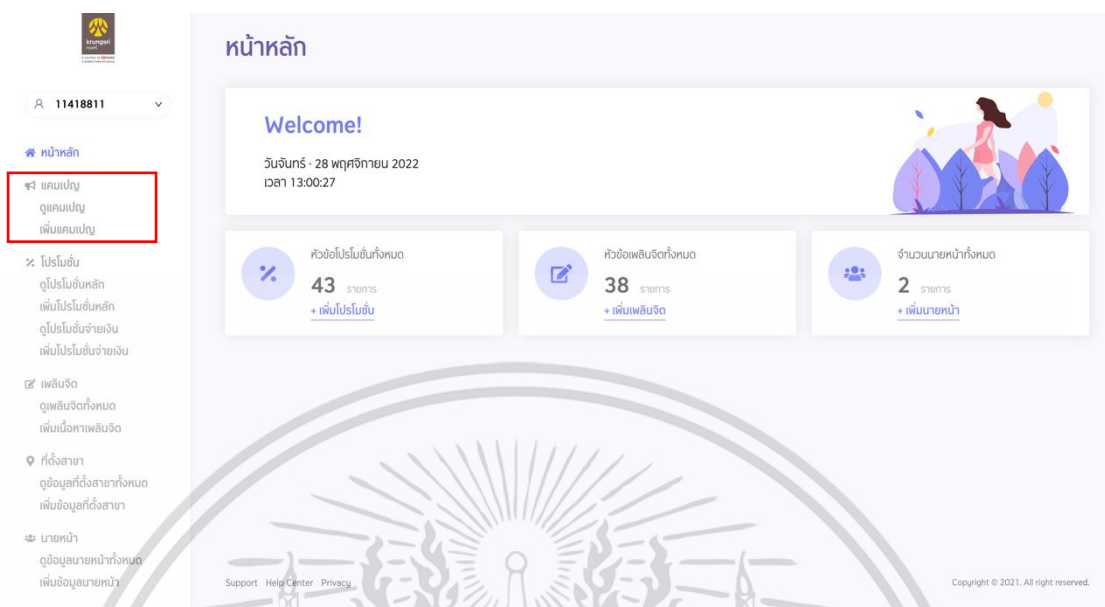 krungsri
กรุงศรี
11418811
หน้าหลัก
แคมเปญ
ดูแคมเปญ
เพิ่มแคมเปญ
โปรโมชั่น
ดูโปรโมชั่นหลัก
เพิ่มโปรโมชั่นหลัก
ดูโปรโมชั่นจ่ายเงิน
เพิ่มโปรโมชั่นจ่ายเงิน
เพลินจิต
ดูเพลินจิตทั้งหมด
เพิ่มเนื้อหาเพลินจิต
ที่ตั้งสาขา
ดูข้อมูลที่ตั้งสาขาทั้งหมด
เพิ่มข้อมูลที่ตั้งสาขา
นายหน้า
ดูข้อมูลนายหน้าทั้งหมด
เพิ่มข้อมูลนายหน้า
หน้าหลัก
Welcome!
วันจันทร์ · 28 พฤศจิกายน 2022
เวลา 13:00:27
หัวข้อโปรโมชั่นทั้งหมด
43 รายการ
+ เพิ่มโปรโมชั่น
หัวข้อเพลินจิตทั้งหมด
38 รายการ
+ เพิ่มเพลินจิต
จำนวนนายหน้าทั้งหมด
2 รายการ
+ เพิ่มนายหน้า
Support Help Center Privacy
Copyright © 2021. All right reserved.